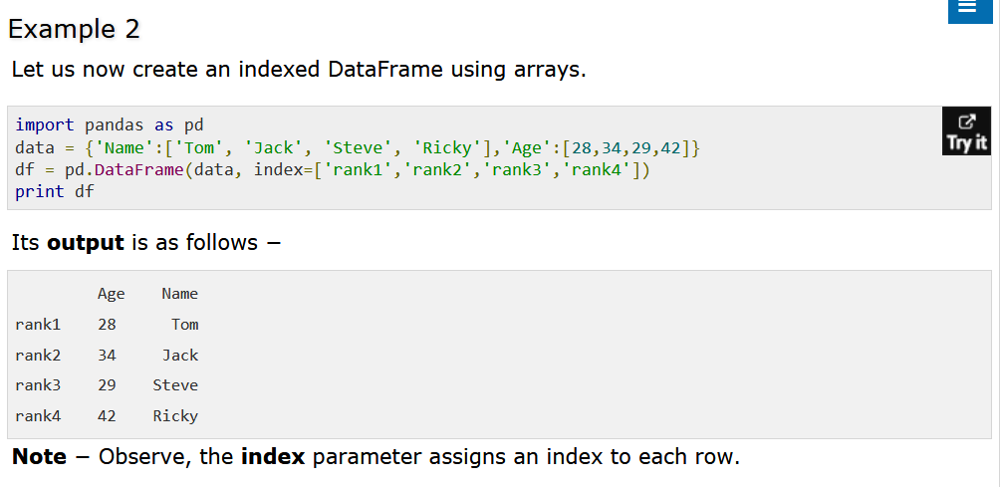 Example 2
Let us now create an indexed DataFrame using arrays.
import pandas as pd
data = {'Name':['Tom', 'Jack', 'Steve', 'Ricky'],'Age':[28,34,29,42]}
df = pd.DataFrame(data, index=['rank1','rank2','rank3','rank4'])
print df
Try it
Its output is as follows −
Age Name
rank1 28 Tom
rank2 34 Jack
rank3 29 Steve
rank4 42 Ricky
Note − Observe, the index parameter assigns an index to each row.